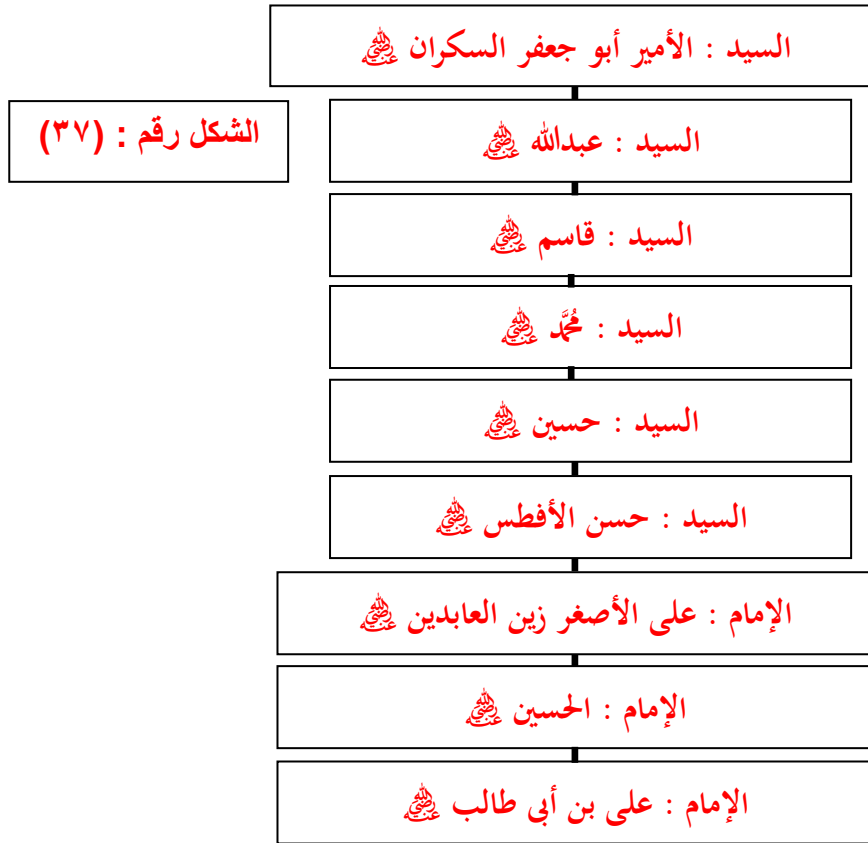 السيد : الأمير أبو جعفر السكران رضي الله عنه
الشكل رقم : (٣٧)
السيد : عبدالله رضي الله عنه
السيد : قاسم رضي الله عنه
السيد : مُحَمَّد رضي الله عنه
السيد : حسين رضي الله عنه
السيد : حسن الأفطس رضي الله عنه
الإمام : على الأصغر زين العابدين رضي الله عنه
الإمام : الحسين رضي الله عنه
الإمام : على بن أبى طالب رضي الله عنه